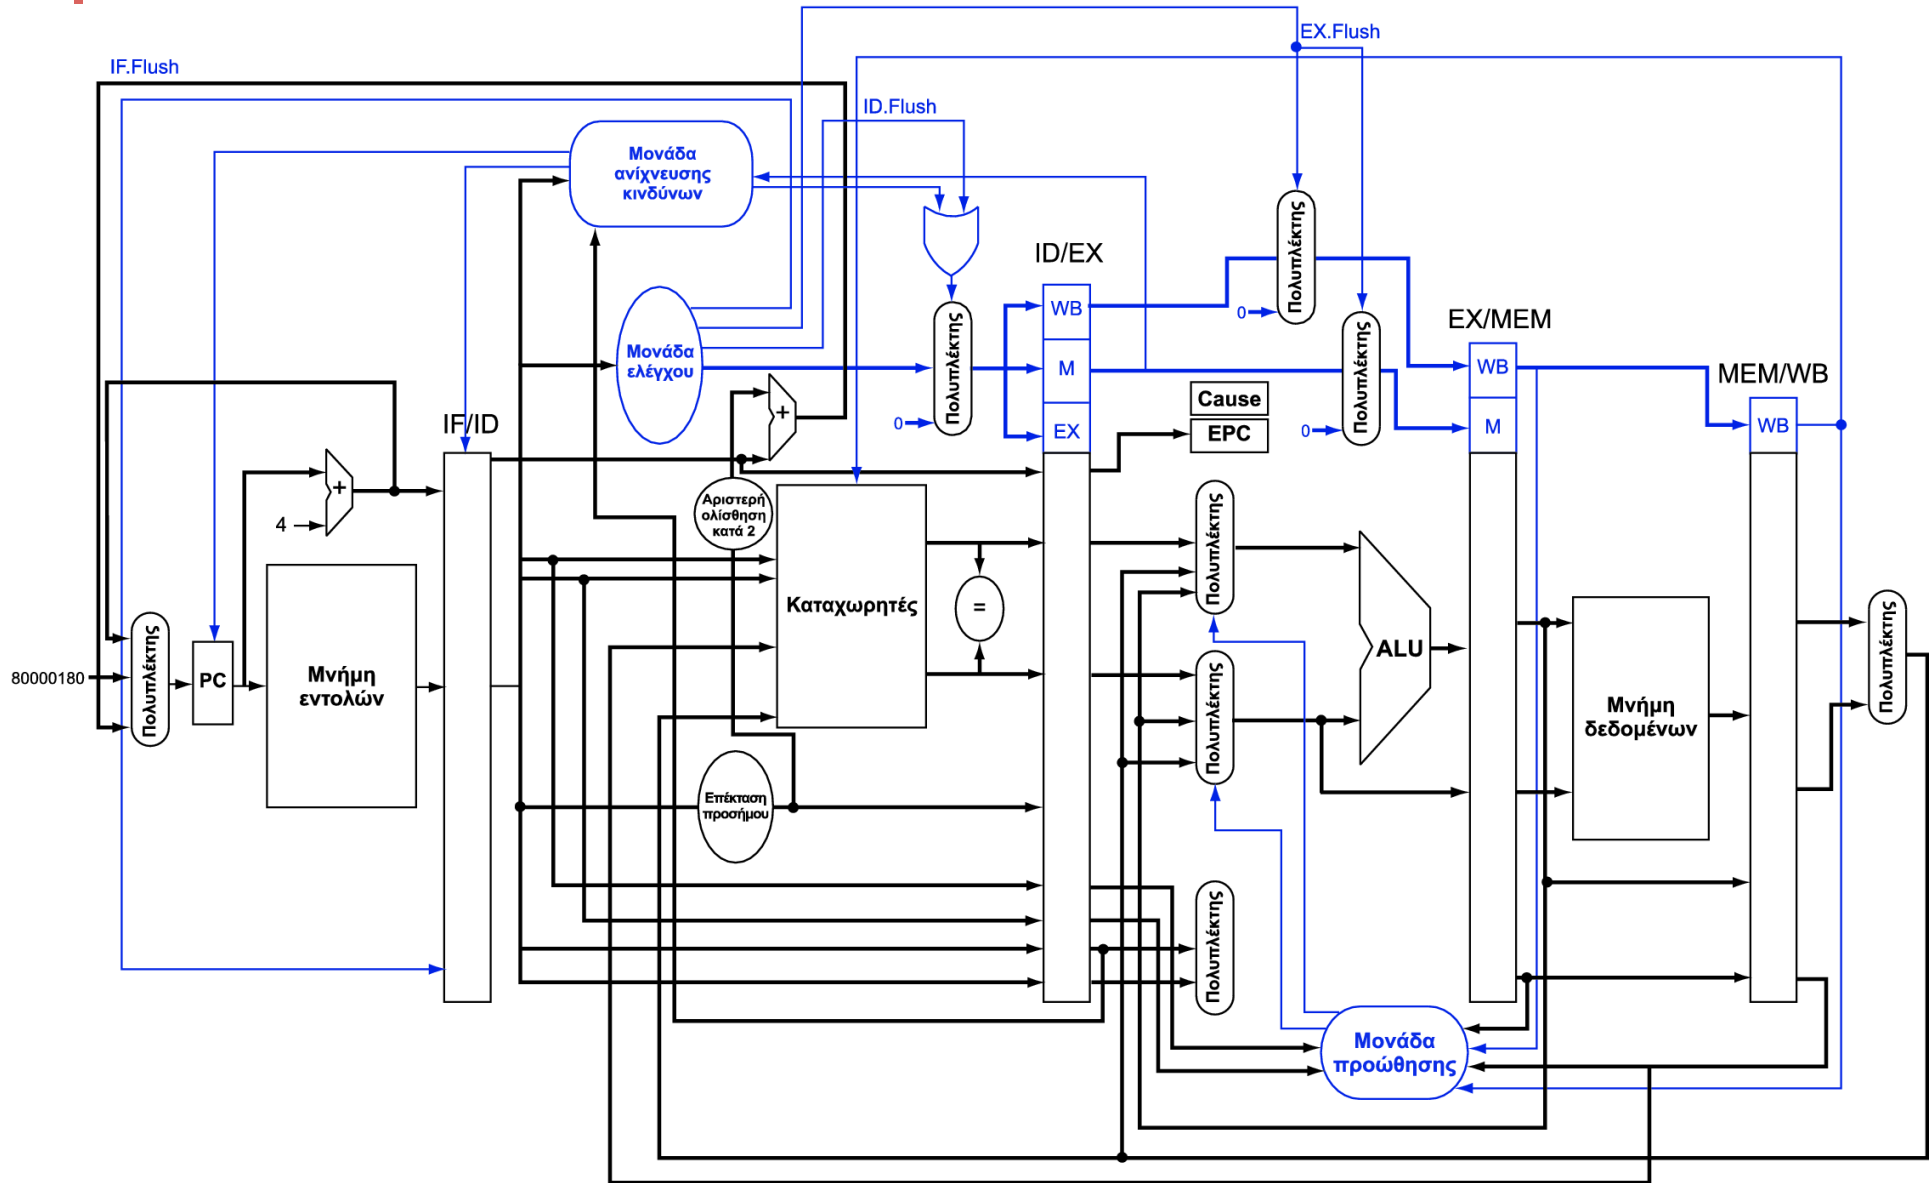 EX.Flush
IF.Flush
ID.Flush
Μονάδα
ανίχνευσης
κινδύνων
Πολυπλέκτης
ID/EX
0
WB
Πολυπλέκτης
EX/MEM
Μονάδα
ελέγχου
Πολυπλέκτης
M
WB
MEM/WB
Cause
+
0
EX
EPC
0
Πολυπλέκτης
M
WB
IF/ID
+
4
Αριστερή
ολίσθηση
κατά 2
Πολυπλέκτης
Καταχωρητές
=
80000180
Πολυπλέκτης
PC
Μνήμη
εντολών
Πολυπλέκτης
ALU
Μνήμη
δεδομένων
Πολυπλέκτης
Επέκταση
προσήμου
Πολυπλέκτης
Μονάδα
προώθησης